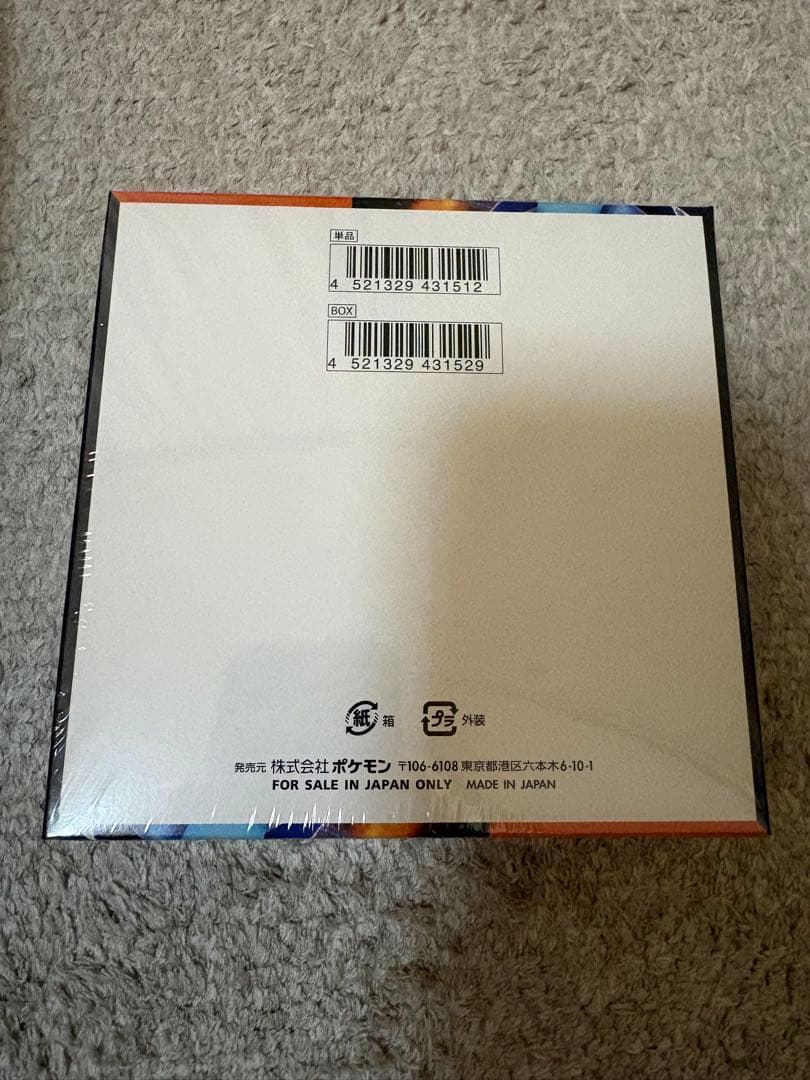 単品
4 521329 431512
BOX
4 521329 431529
紙 箱
プラ 外装
発売元 株式会社 ポケモン 〒106-6108 東京都港区六本木6-10-1
FOR SALE IN JAPAN ONLY MADE IN JAPAN